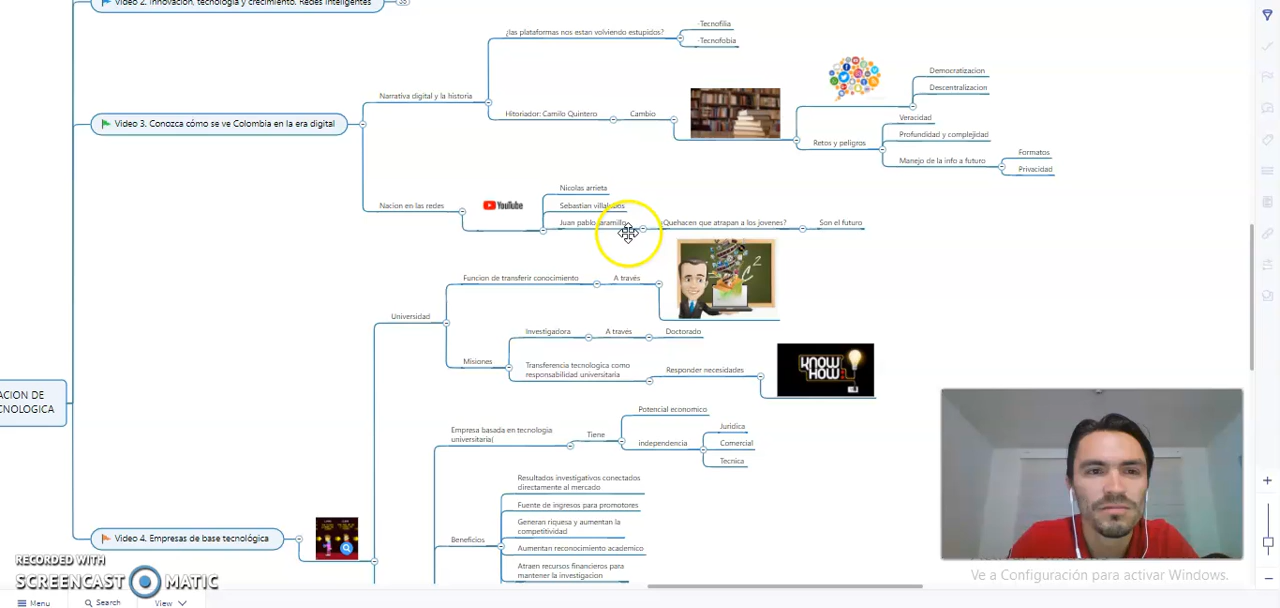 Video 2. Innovación, tecnología y crecimiento. Redes Inteligentes
35
¿las plataformas nos estan volviendo estupidos?
-Tecnofilia
-Tecnofobia
Narrativa digital y la historia
Video 3. Conozca cómo se ve Colombia en la era digital
Hitoriador: Camilo Quintero
Cambio
Democratizacion
Descentralizacion
Retos y peligros
Veracidad
Profundidad y complejidad
Manejo de la info a futuro
Formatos
Privacidad
Nacion en las redes
YouTube
Nicolas arrieta
Sebastian villalobos
Juan pablo jaramillo
Quehacen que atrapan a los jovenes?
Son el futuro
Universidad
Funcion de transferir conocimiento
A través
Misiones
Investigadora
A través
Doctorado
Transferencia tecnologica como
responsabilidad universitaria
Responder necesidades
KNOW
HOW
ACION DE
CNOLOGICA
Empresa basada en tecnologia
universitaria(
Tiene
Potencial economico
independencia
Juridica
Comercial
Tecnica
Video 4. Empresas de base tecnológica
Beneficios
Resultados investigativos conectados
directamente al mercado
Fuente de ingresos para promotores
Generan riquesa y aumentan la
competitividad
Aumentan reconocimiento academico
Atraen recursos financieros para
mantener la investigacion
RECORDED WITH
SCREENCAST MATIC
Ve a Configuración para activar Windows.
Menu
Search
View